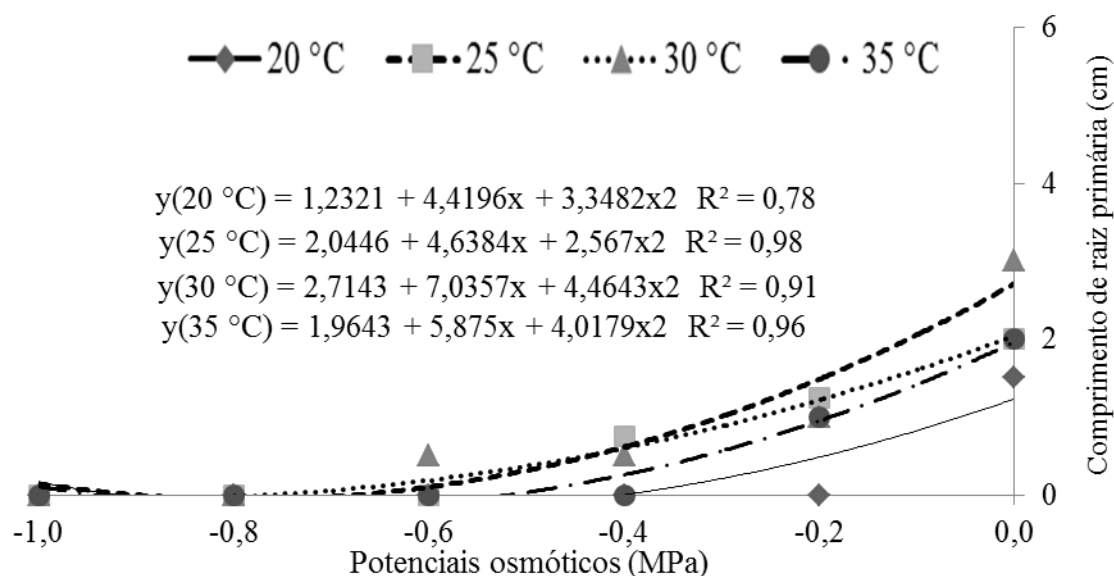 20 °C 25 °C 30 °C 35 °C
6
4
2
0
Comprimento de raiz primária (cm)
y(20 °C) = 1,2321 + 4,4196x + 3,3482x2 R² = 0,78
y(25 °C) = 2,0446 + 4,6384x + 2,567x2 R² = 0,98
y(30 °C) = 2,7143 + 7,0357x + 4,4643x2 R² = 0,91
y(35 °C) = 1,9643 + 5,875x + 4,0179x2 R² = 0,96
-1,0 -0,8 -0,6 -0,4 -0,2 0,0
Potenciais osmóticos (MPa)